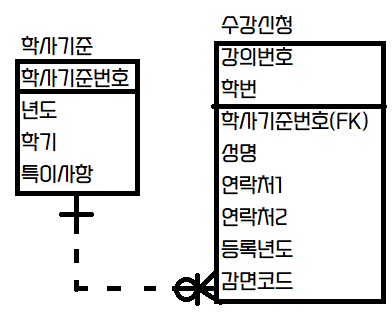 학사기준
학사기준번호
년도
학기
특이사항
수강신청
강의번호
학번
학사기준번호(FK)
성명
연락처1
연락처2
등록년도
감면코드